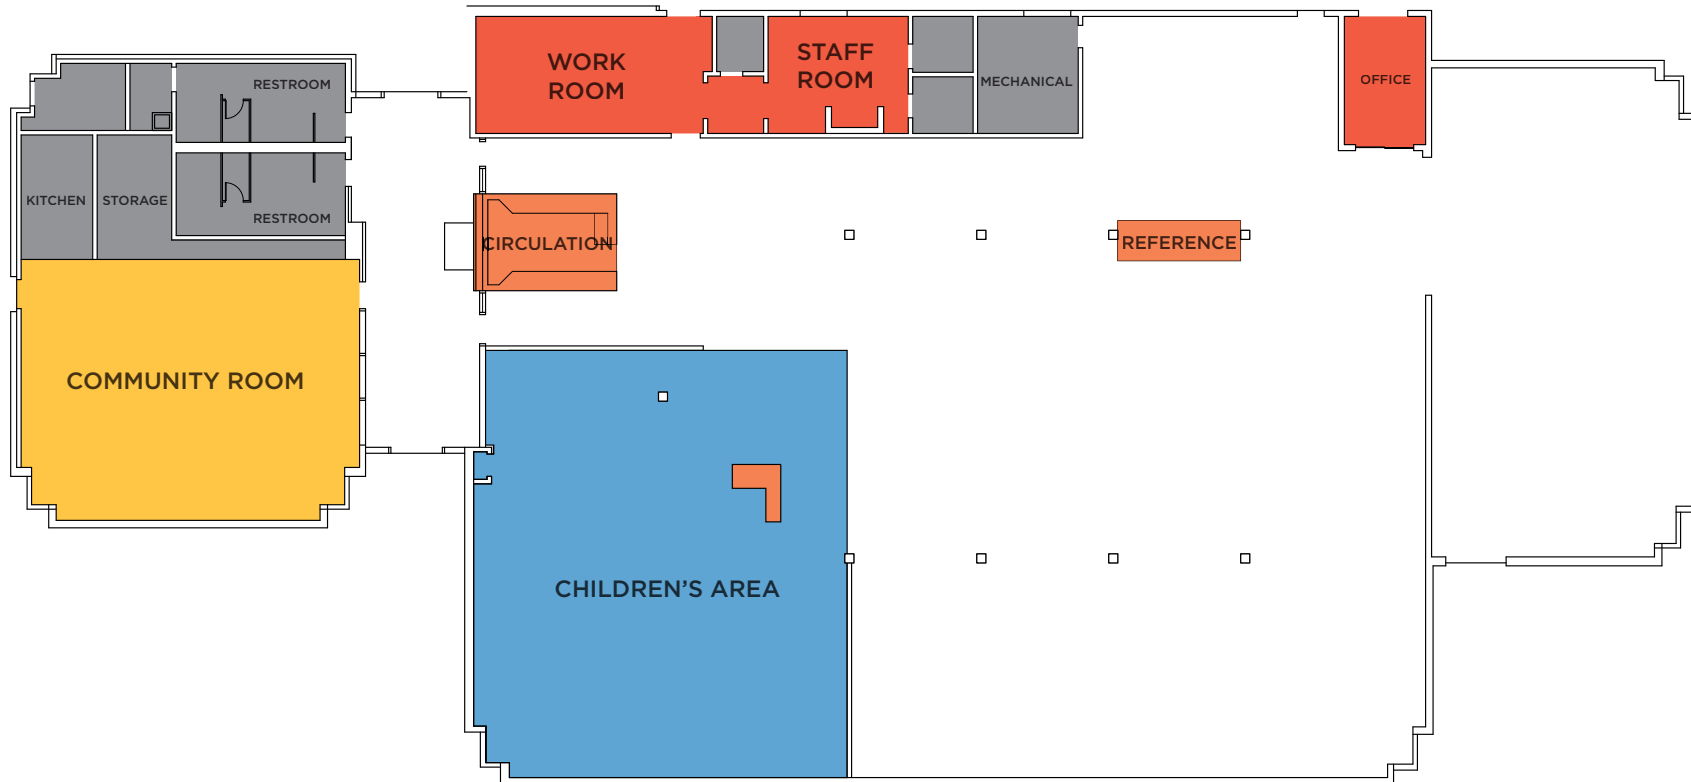 WORK
ROOM
STAFF
ROOM
MECHANICAL
OFFICE
RESTROOM
KITCHEN
STORAGE
RESTROOM
CIRCULATION
REFERENCE
COMMUNITY ROOM
CHILDREN'S AREA